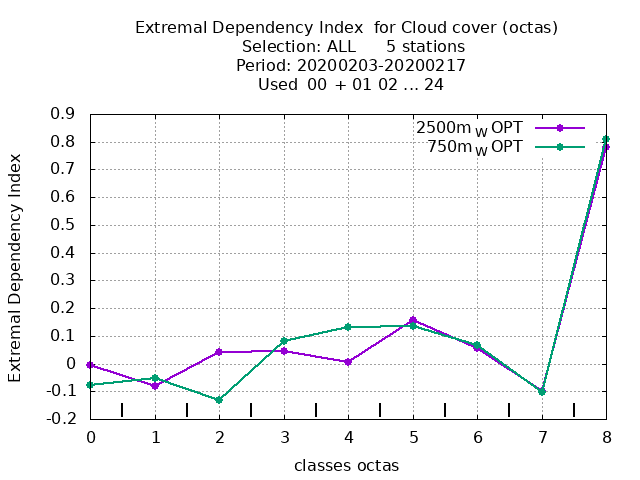 Extremal Dependency Index  for Cloud cover (octas)
Selection: ALL      5 stations
Period: 20200203-20200217
Used  00  + 01 02 ... 24
0.9
0.8
0.7
0.6
0.5
0.4
0.3
0.2
0.1
0
-0.1
-0.2
Extremal Dependency Index
2500m W OPT
750m W OPT
0 1 2 3 4 5 6 7 8
classes octas